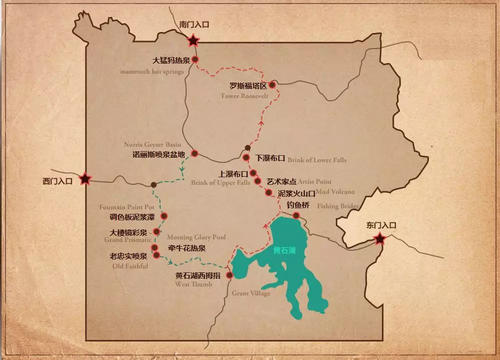 南门入口
大猛犸热泉
mammoth hot springs
罗斯福塔区
Tower Roosevelt
Norris Geyser Basin
诺丽斯喷泉盆地
下瀑布口
Brink of Lower Falls
西门入口
上瀑布口
Brink of Upper Falls
艺术家点
Artist Point
泥浆火山口
Mud Volcano
Fountain Paint Pot
调色板泥浆潭
钓鱼桥
Fishing Bridge
东门入口
大棱镜彩泉
Grand Prismatic
Morning Glory Pool
牵牛花热泉
老忠实喷泉
Old Faithful
黄石湖
黄石湖西拇指
West Thumb
Grant Village